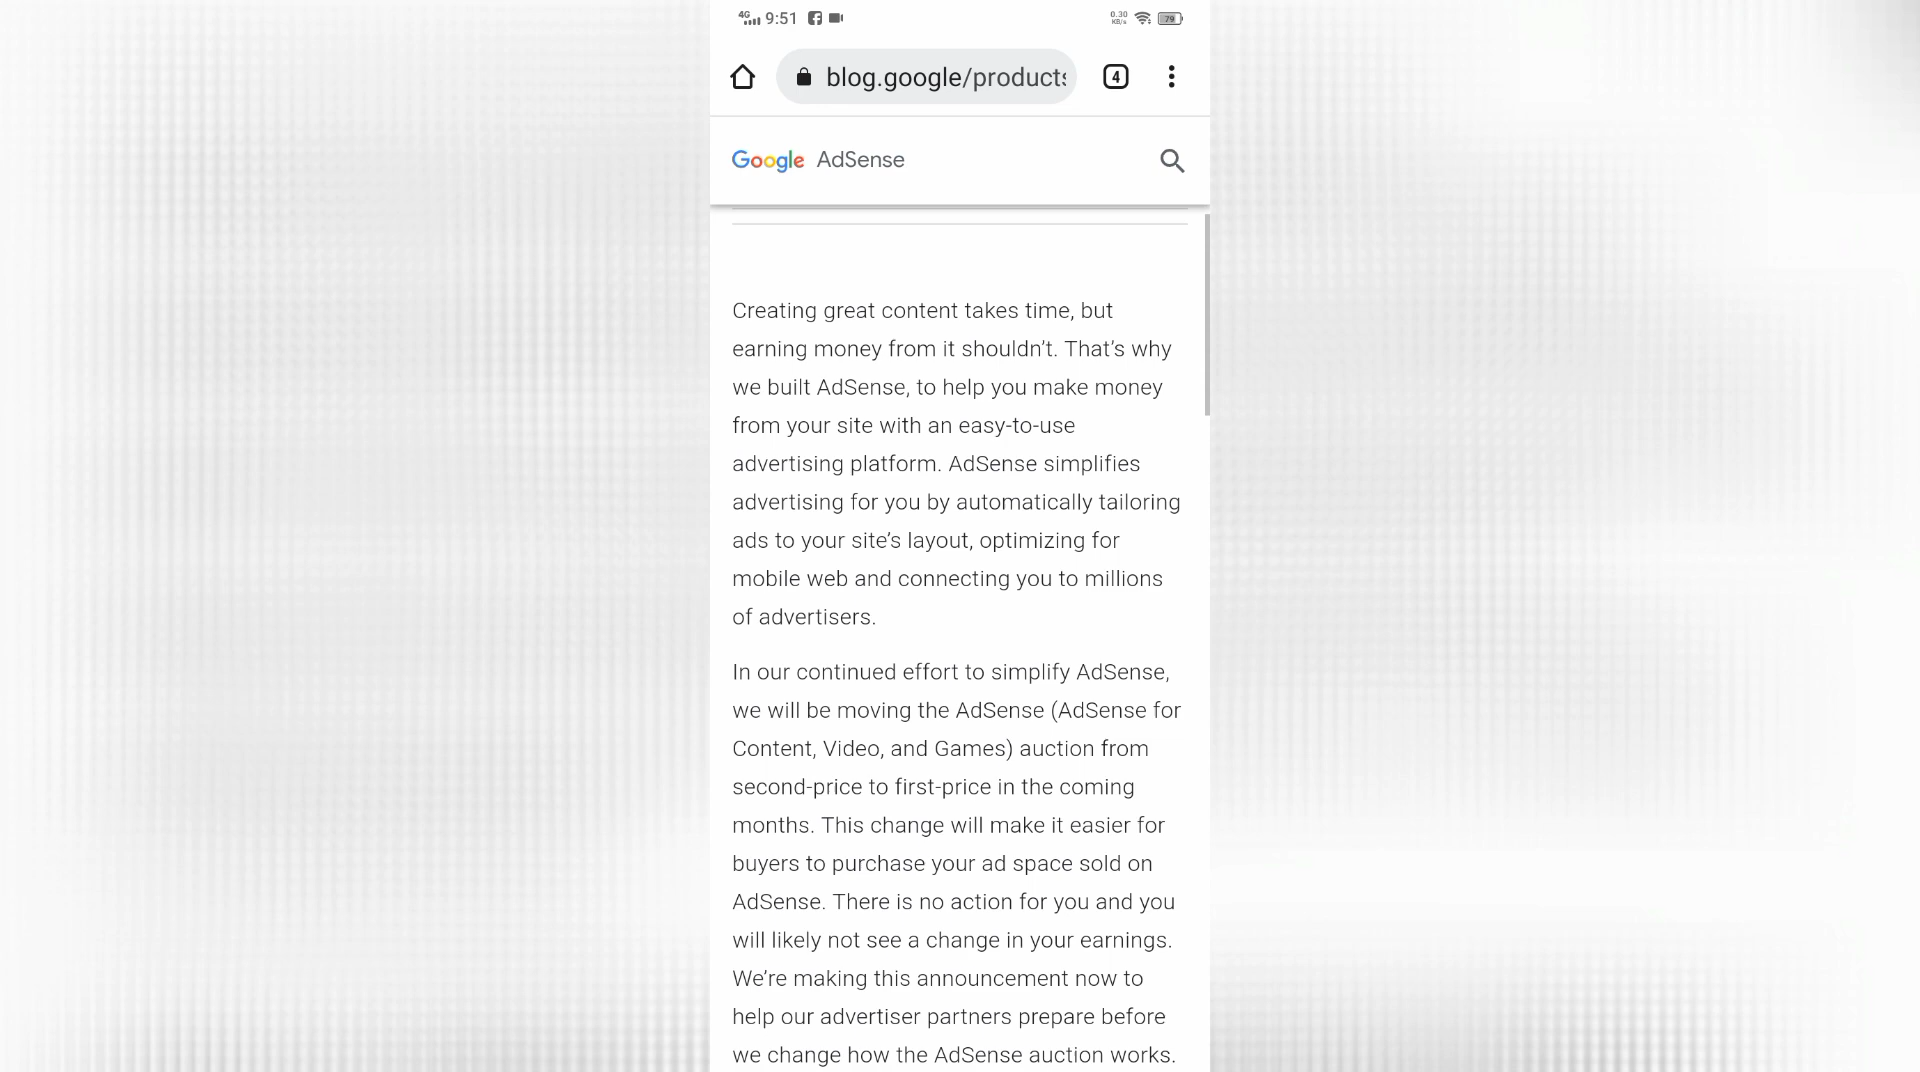 4G 9:51 0.30 KB/s 79
blog.google/products
4
Google AdSense
Creating great content takes time, but
earning money from it shouldn’t. That’s why
we built AdSense, to help you make money
from your site with an easy-to-use
advertising platform. AdSense simplifies
advertising for you by automatically tailoring
ads to your site’s layout, optimizing for
mobile web and connecting you to millions
of advertisers.
In our continued effort to simplify AdSense,
we will be moving the AdSense (AdSense for
Content, Video, and Games) auction from
second-price to first-price in the coming
months. This change will make it easier for
buyers to purchase your ad space sold on
AdSense. There is no action for you and you
will likely not see a change in your earnings.
We’re making this announcement now to
help our advertiser partners prepare before
we change how the AdSense auction works.